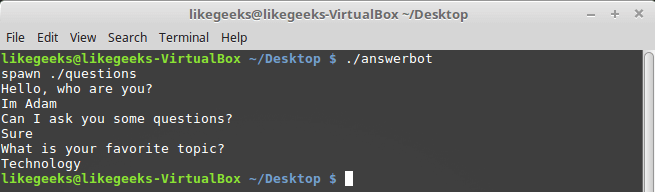 likegeeks@likegeeks-VirtualBox ~/Desktop
File Edit View Search Terminal Help
likegeeks@likegeeks-VirtualBox ~/Desktop $ ./answerbot
spawn ./questions
Hello, who are you?
Im Adam
Can I ask you some questions?
Sure
What is your favorite topic?
Technology
likegeeks@likegeeks-VirtualBox ~/Desktop $